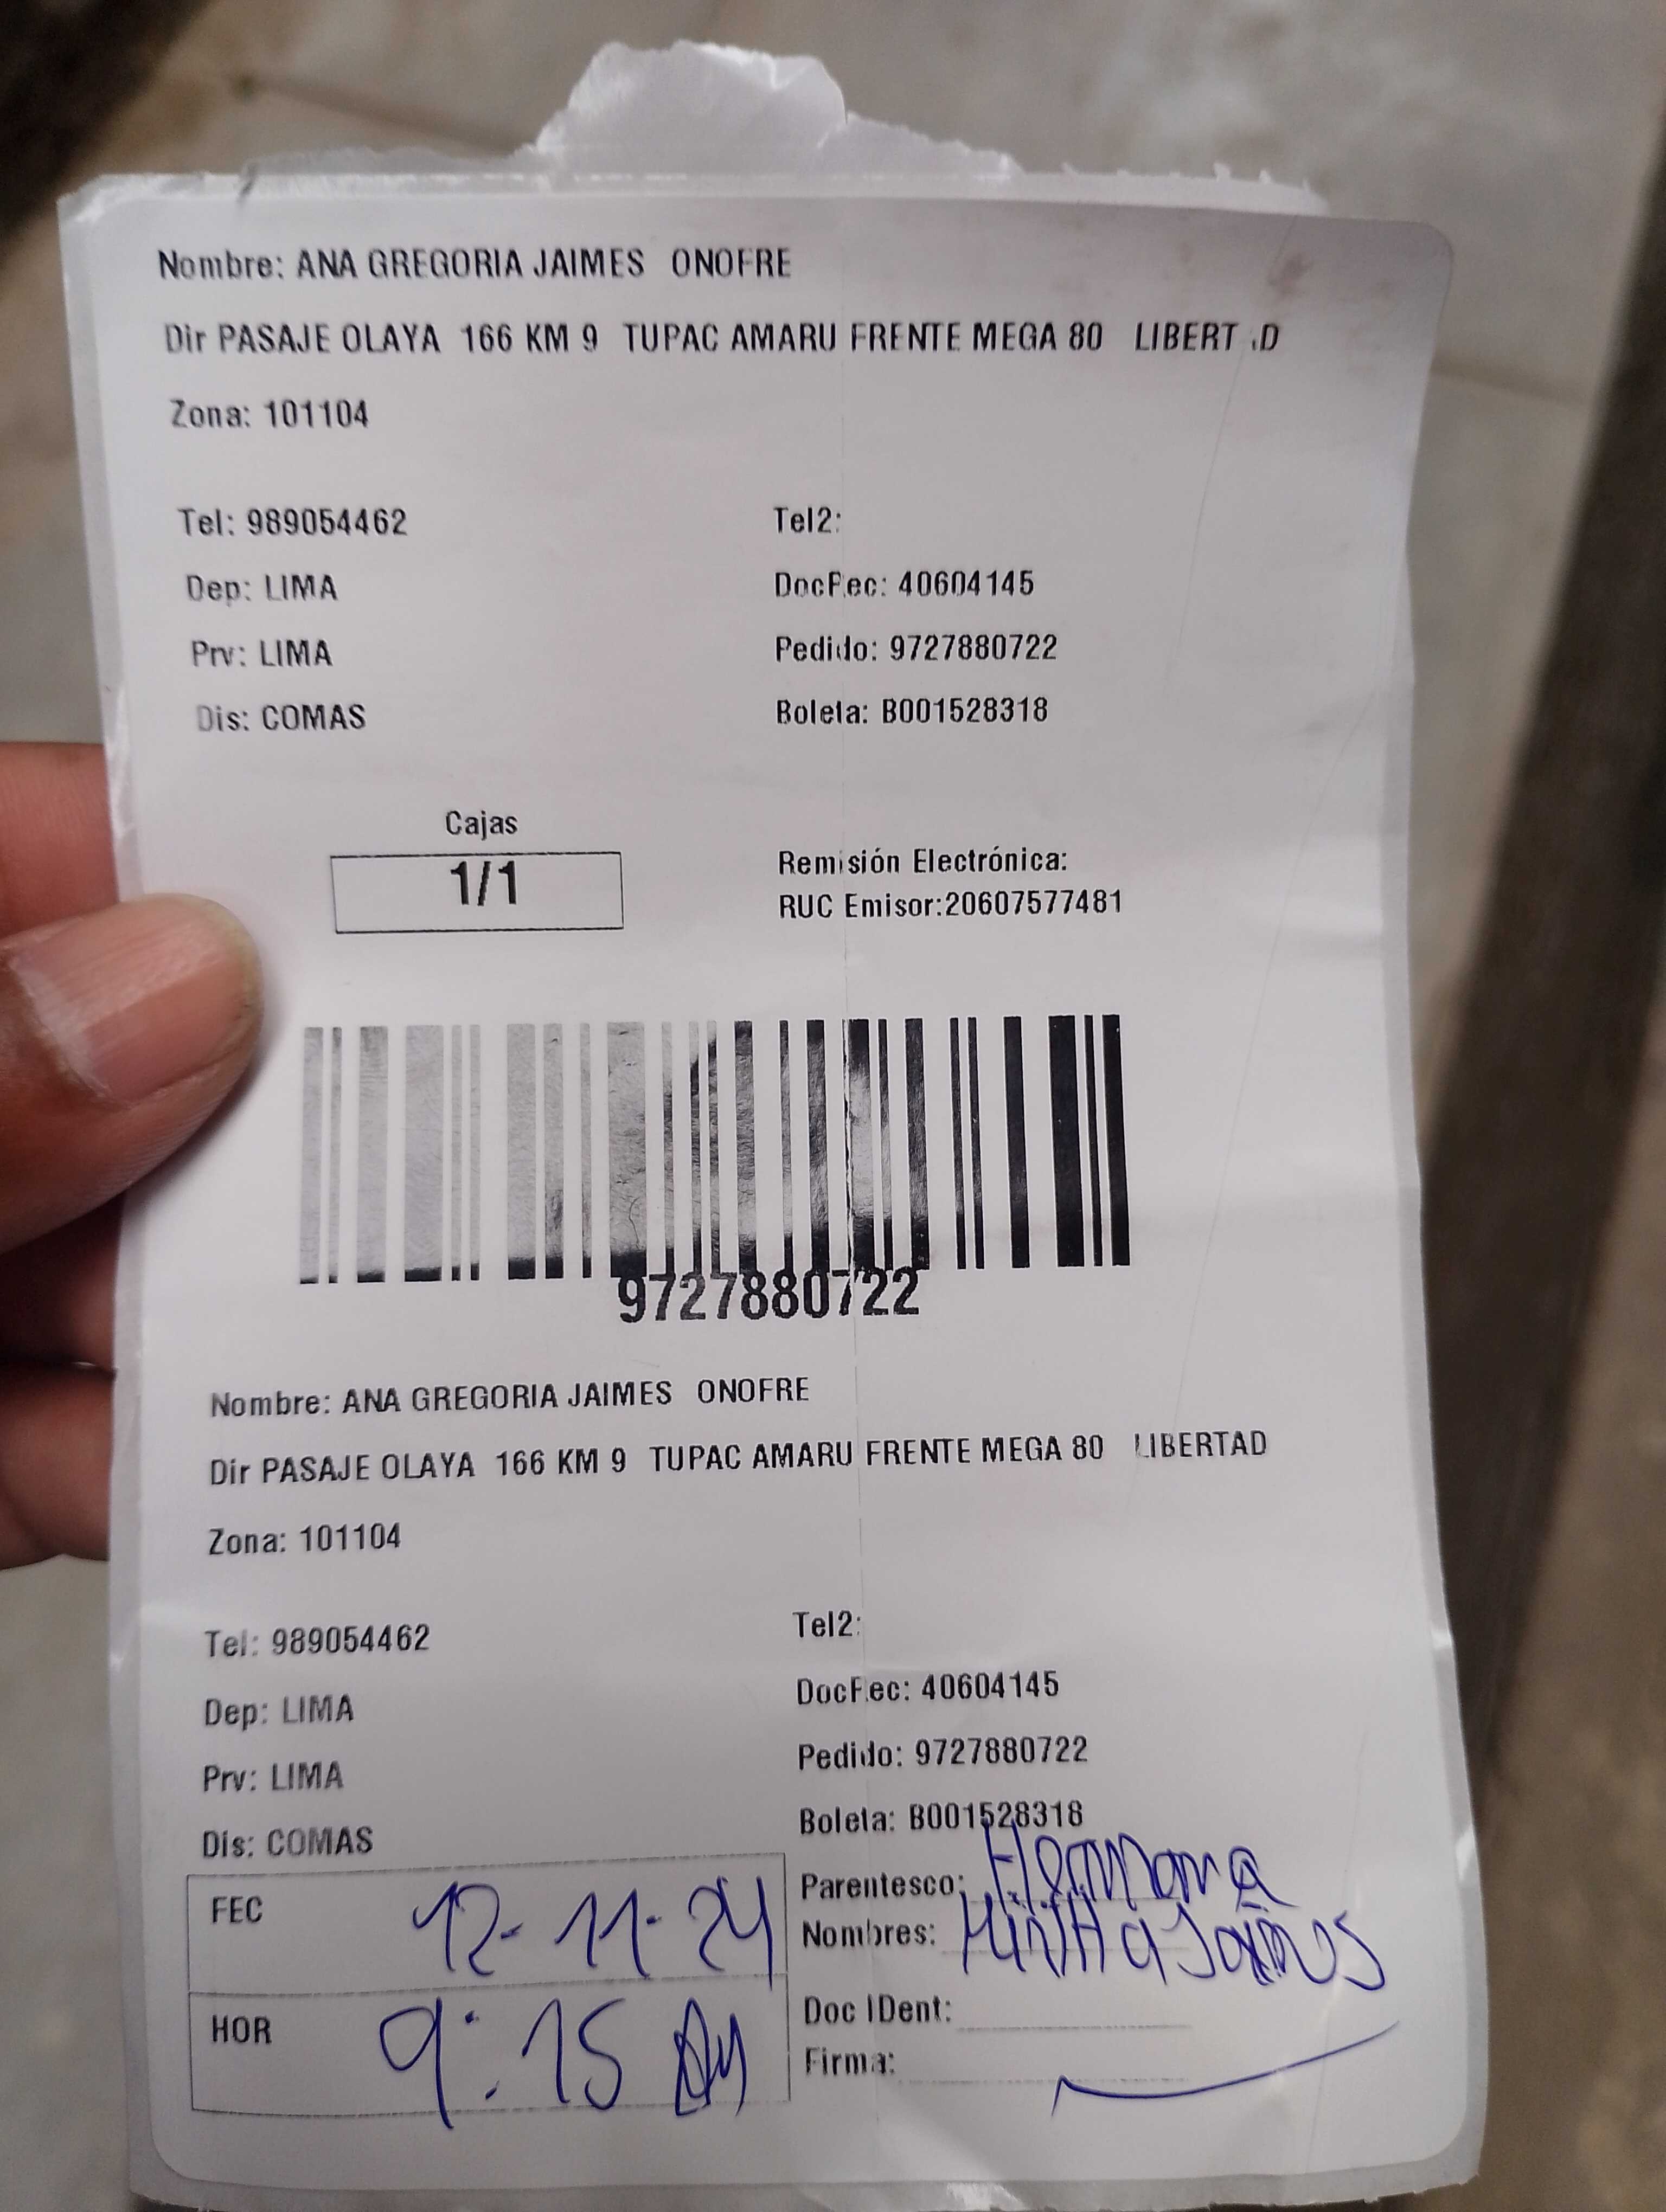 Nombre: ANA GREGORIA JAIMES ONOFRE
Dir PASAJE OLAYA 166 KM 9 TUPAC AMARU FRENTE MEGA 80 LIBERTAD
Zona: 101104
Tel: 989054462 Tel2:
Dep: LIMA DocRec: 40604145
Prv: LIMA Pedido: 9727880722
Dis: COMAS Boleta: B001528318
Cajas
1/1
Remisión Electrónica:
RUC Emisor:20607577481
9727880722
Nombre: ANA GREGORIA JAIMES ONOFRE
Dir PASAJE OLAYA 166 KM 9 TUPAC AMARU FRENTE MEGA 80 LIBERTAD
Zona: 101104
Tel: 989054462 Tel2:
Dep: LIMA DocRec: 40604145
Prv: LIMA Pedido: 9727880722
Dis: COMAS Boleta: B001528318
FEC 12-11-24
HOR 9:15 AM
Parentesco: Hermana
Nombres:
Doc IDent:
Firma: